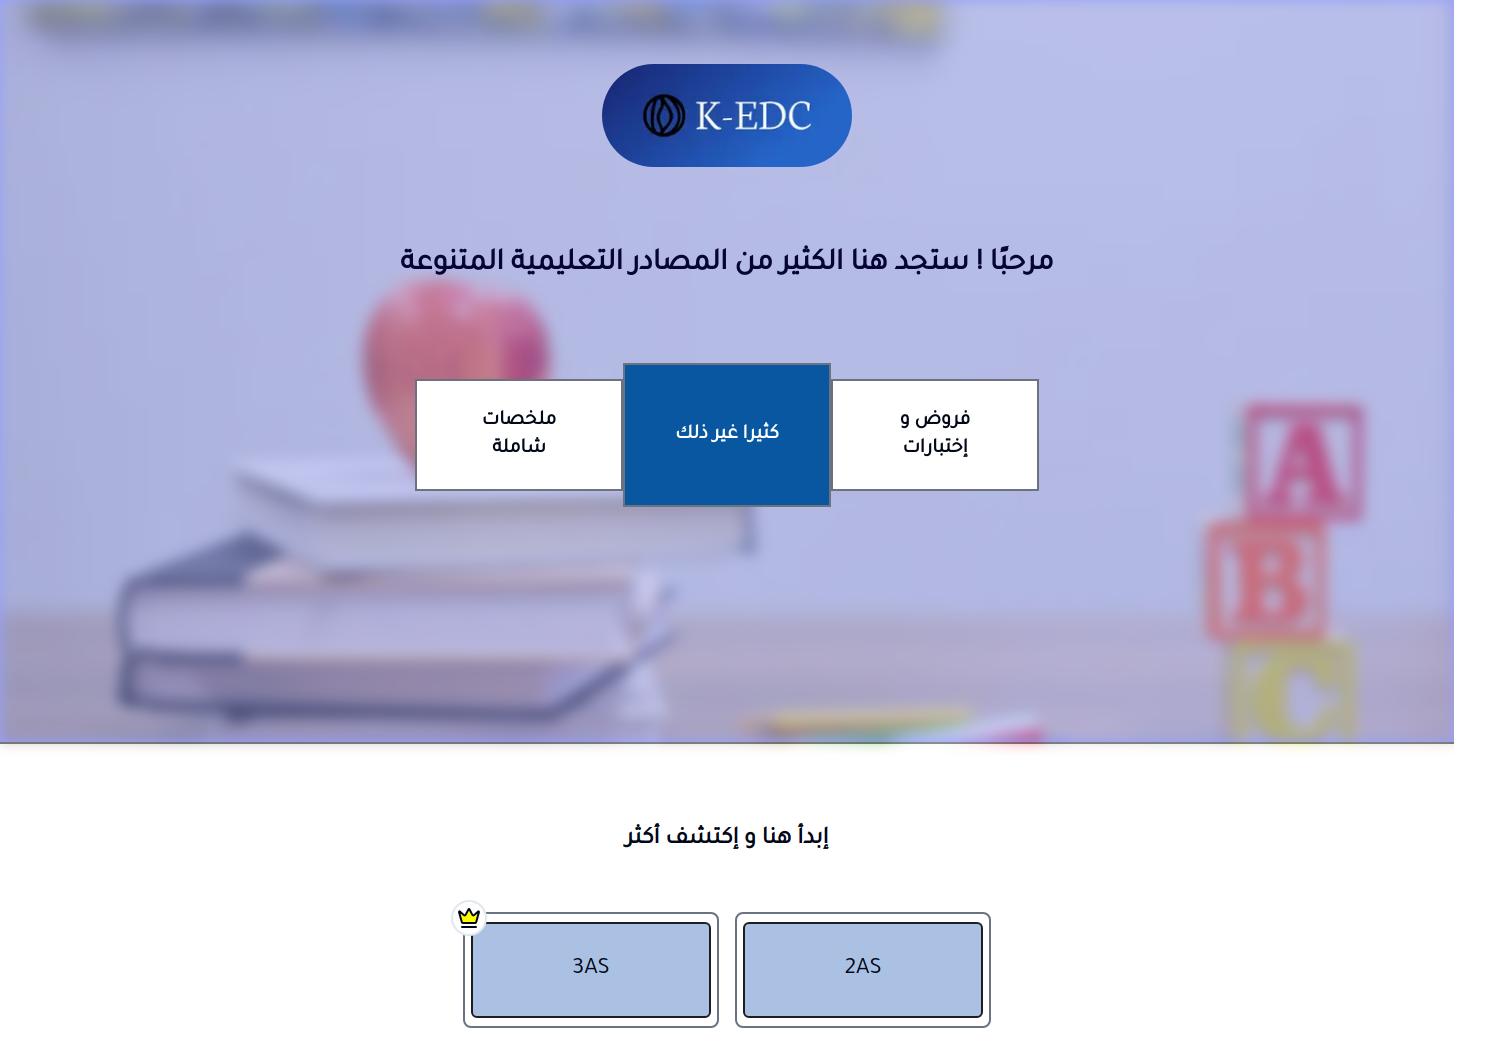 K-EDC
مرحبًا ! ستجد هنا الكثير من المصادر التعليمية المتنوعة
فروض و
إختبارات
كثيرا غير ذلك
ملخصات
شاملة
A
B
C
إبدأ هنا و إكتشف أكثر
2AS
3AS